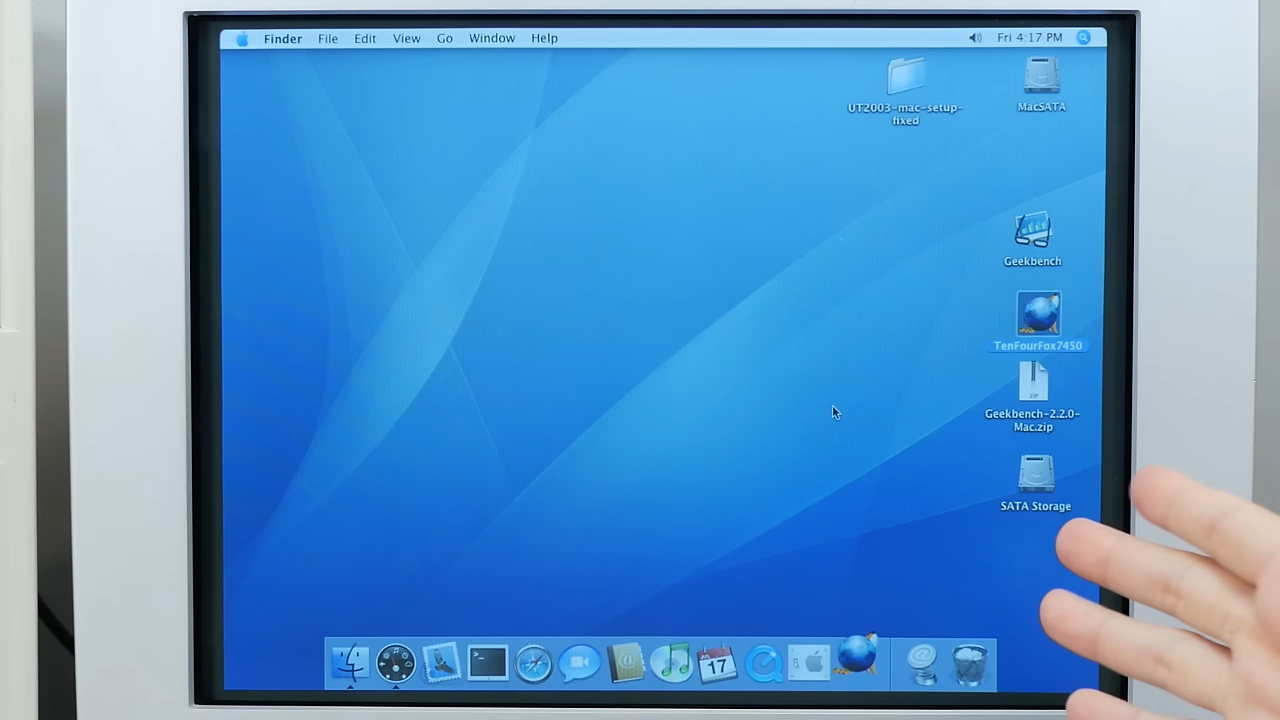 Finder File Edit View Go Window Help Fri 4:17 PM
UT2003-mac-setup-
fixed
MacSATA
Geekbench
TenFourFox7450
ZIP
Geekbench-2.2.0-
Mac.zip
SATA Storage
17